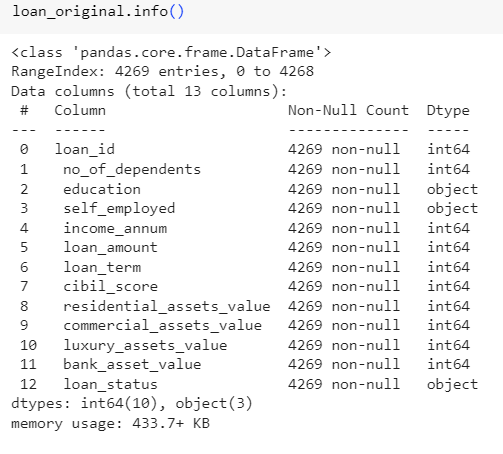 loan_original.info()
<class 'pandas.core.frame.DataFrame'>
RangeIndex: 4269 entries, 0 to 4268
Data columns (total 13 columns):
 #   Column                    Non-Null Count  Dtype
---  ------                    --------------  -----
 0   loan_id                   4269 non-null   int64
 1    no_of_dependents         4269 non-null   int64
 2    education                4269 non-null   object
 3    self_employed            4269 non-null   object
 4    income_annum             4269 non-null   int64
 5    loan_amount              4269 non-null   int64
 6    loan_term                4269 non-null   int64
 7    cibil_score              4269 non-null   int64
 8    residential_assets_value 4269 non-null   int64
 9    commercial_assets_value  4269 non-null   int64
 10   luxury_assets_value      4269 non-null   int64
 11   bank_asset_value         4269 non-null   int64
 12   loan_status              4269 non-null   object
dtypes: int64(10), object(3)
memory usage: 433.7+ KB